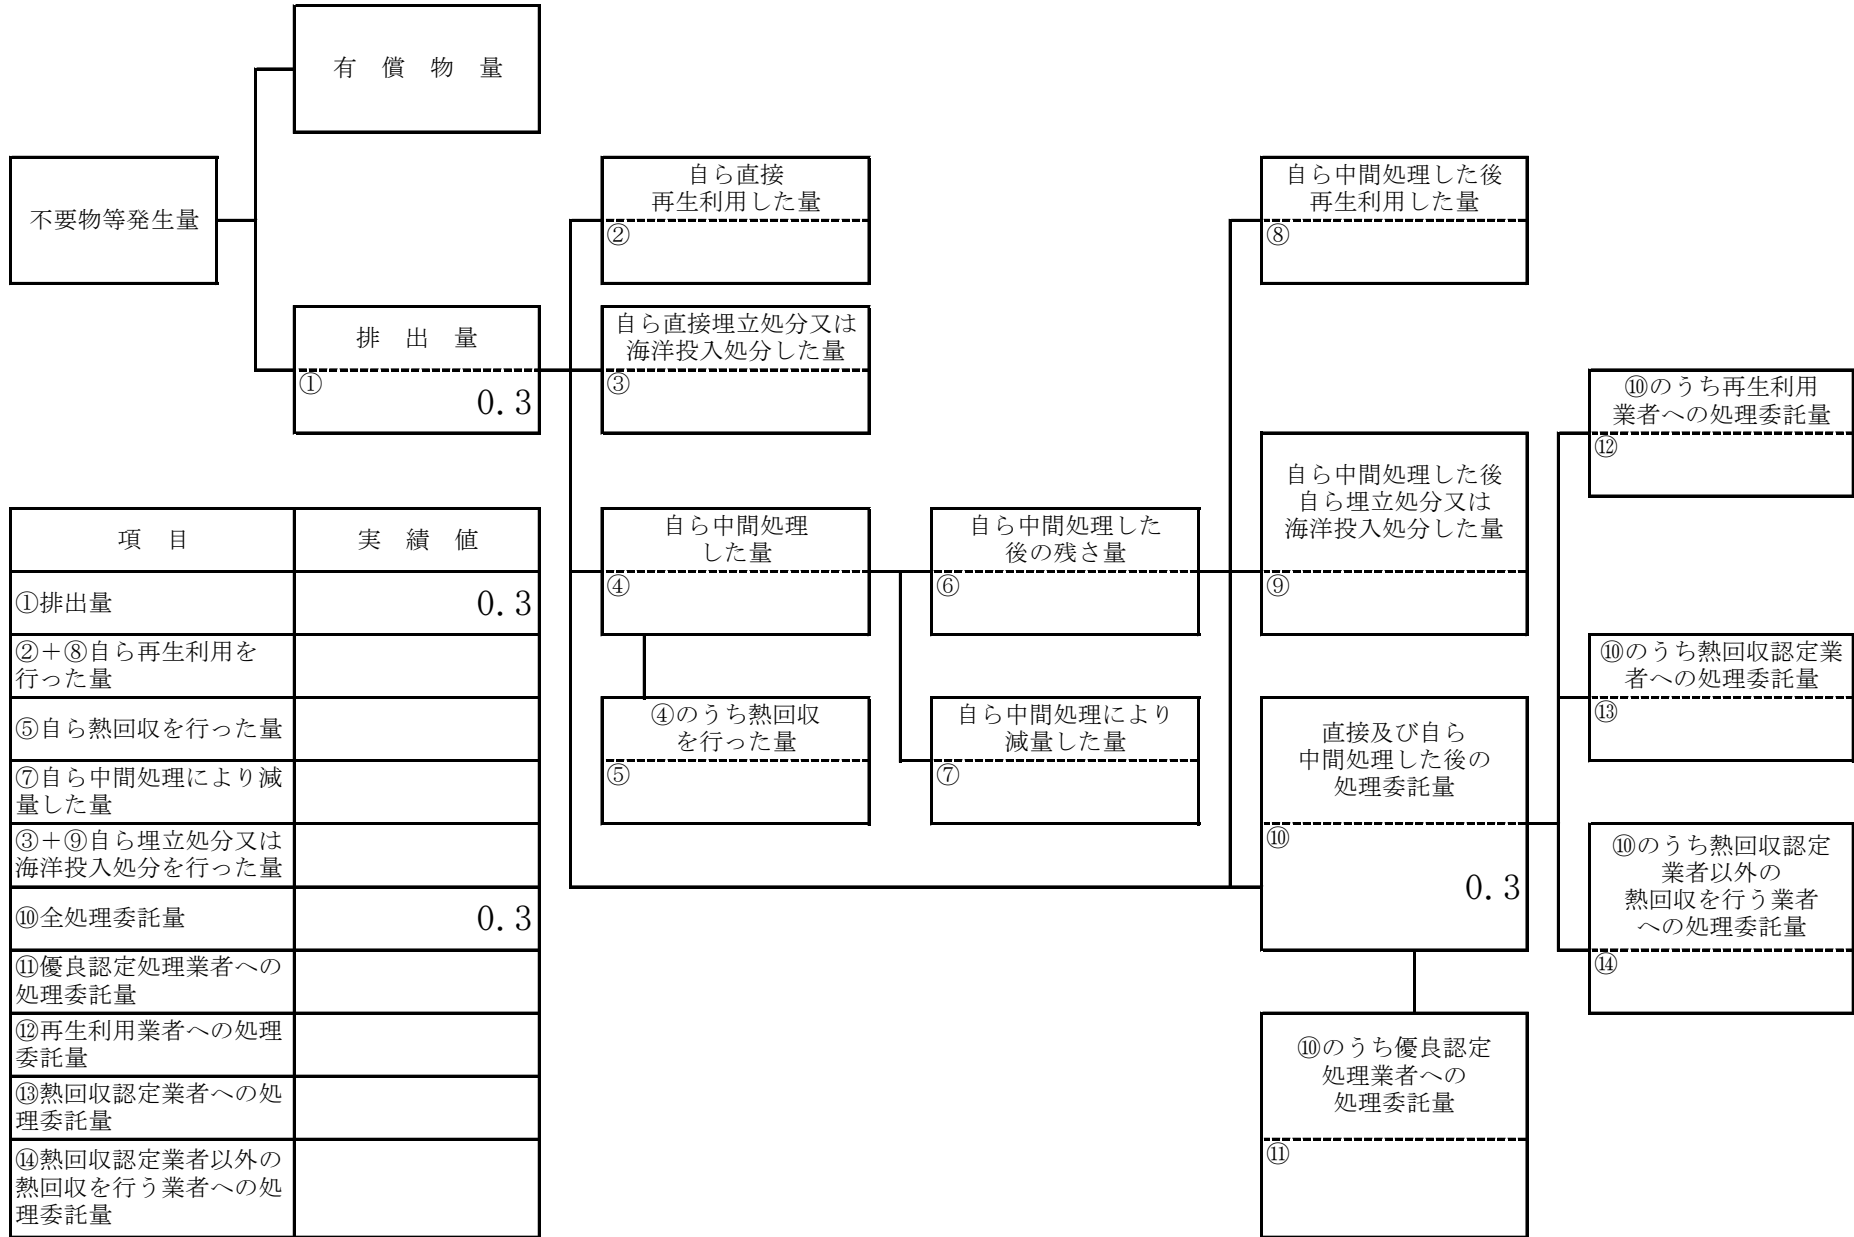 有 償 物 量
不要物等発生量
排 出 量
①
0.3
自ら直接
再生利用した量
②
自ら直接埋立処分又は
海洋投入処分した量
③
自ら中間処理
した量
④
④のうち熱回収
を行った量
⑤
自ら中間処理した
後の残さ量
⑥
自ら中間処理により
減量した量
⑦
自ら中間処理した後
再生利用した量
⑧
自ら中間処理した後
自ら埋立処分又は
海洋投入処分した量
⑨
直接及び自ら
中間処理した後の
処理委託量
⑩
0.3
⑩のうち優良認定
処理業者への
処理委託量
⑪
⑩のうち再生利用
業者への処理委託量
⑫
⑩のうち熱回収認定業
者への処理委託量
⑬
⑩のうち熱回収認定
業者以外の
熱回収を行う業者
への処理委託量
⑭
項 目
実 績 値
①排出量
0.3
②+⑧自ら再生利用を
行った量
⑤自ら熱回収を行った量
⑦自ら中間処理により減
量した量
③+⑨自ら埋立処分又は
海洋投入処分を行った量
⑩全処理委託量
0.3
⑪優良認定処理業者への
処理委託量
⑫再生利用業者への処理
委託量
⑬熱回収認定業者への処
理委託量
⑭熱回収認定業者以外の
熱回収を行う業者への処
理委託量